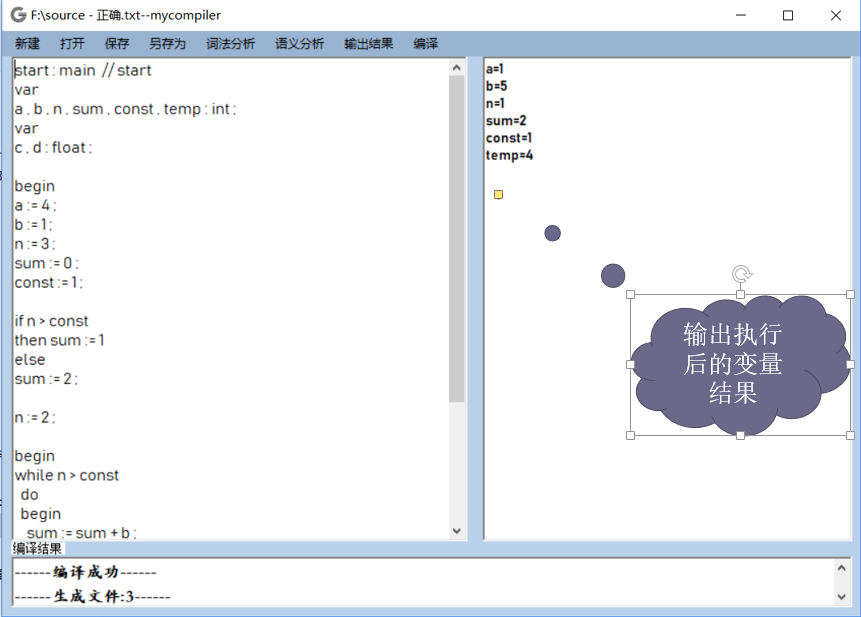 F:\source - 正确.txt--mycompiler
新建 打开 保存 另存为 词法分析 语义分析 输出结果 编译
start : main //start
var
a , b , n , sum , const , temp : int ;
var
c , d : float ;
begin
a := 4 ;
b := 1 ;
n := 3 ;
sum := 0 ;
const := 1 ;
if n > const
then sum := 1
else
sum := 2 ;
n := 2 ;
begin
while n > const
do
begin
sum := sum + b ;
a=1
b=5
n=1
sum=2
const=1
temp=4
输出执行
后的变量
结果
编译结果
------编译成功------
------生成文件:3------